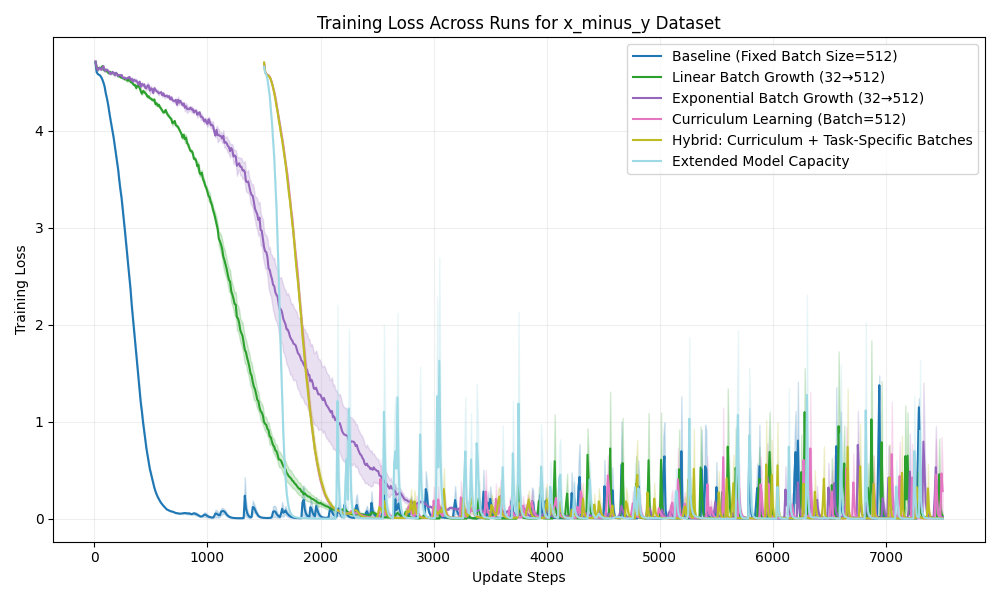 Training Loss Across Runs for x_minus_y Dataset
Training Loss
4
3
2
1
0
Baseline (Fixed Batch Size=512)
Linear Batch Growth (32→512)
Exponential Batch Growth (32→512)
Curriculum Learning (Batch=512)
Hybrid: Curriculum + Task-Specific Batches
Extended Model Capacity
0 1000 2000 3000 4000 5000 6000 7000
Update Steps